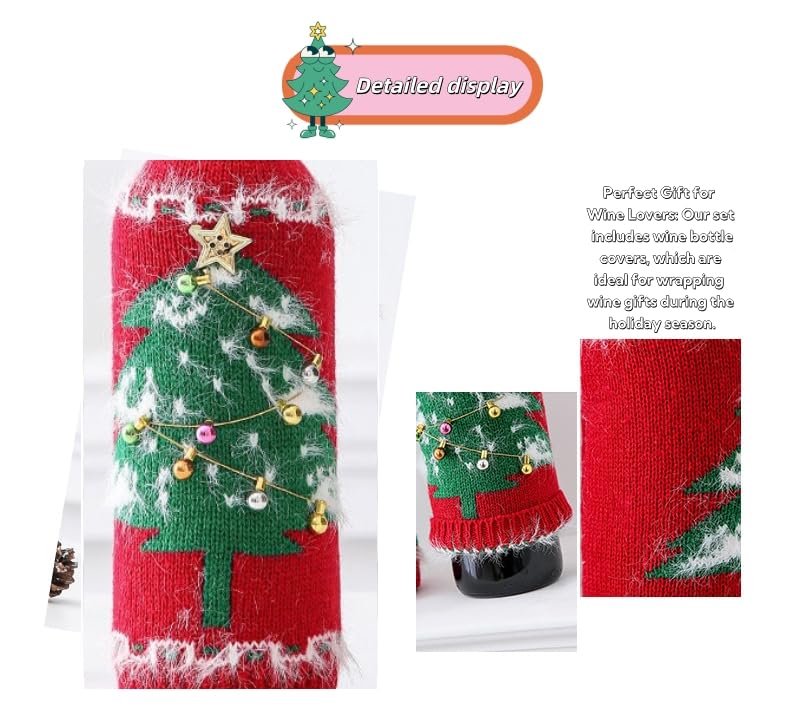 Detailed display
Perfect Gift for
Wine Lovers: Our set
includes wine bottle
covers, which are
ideal for wrapping
wine gifts during the
holiday season.